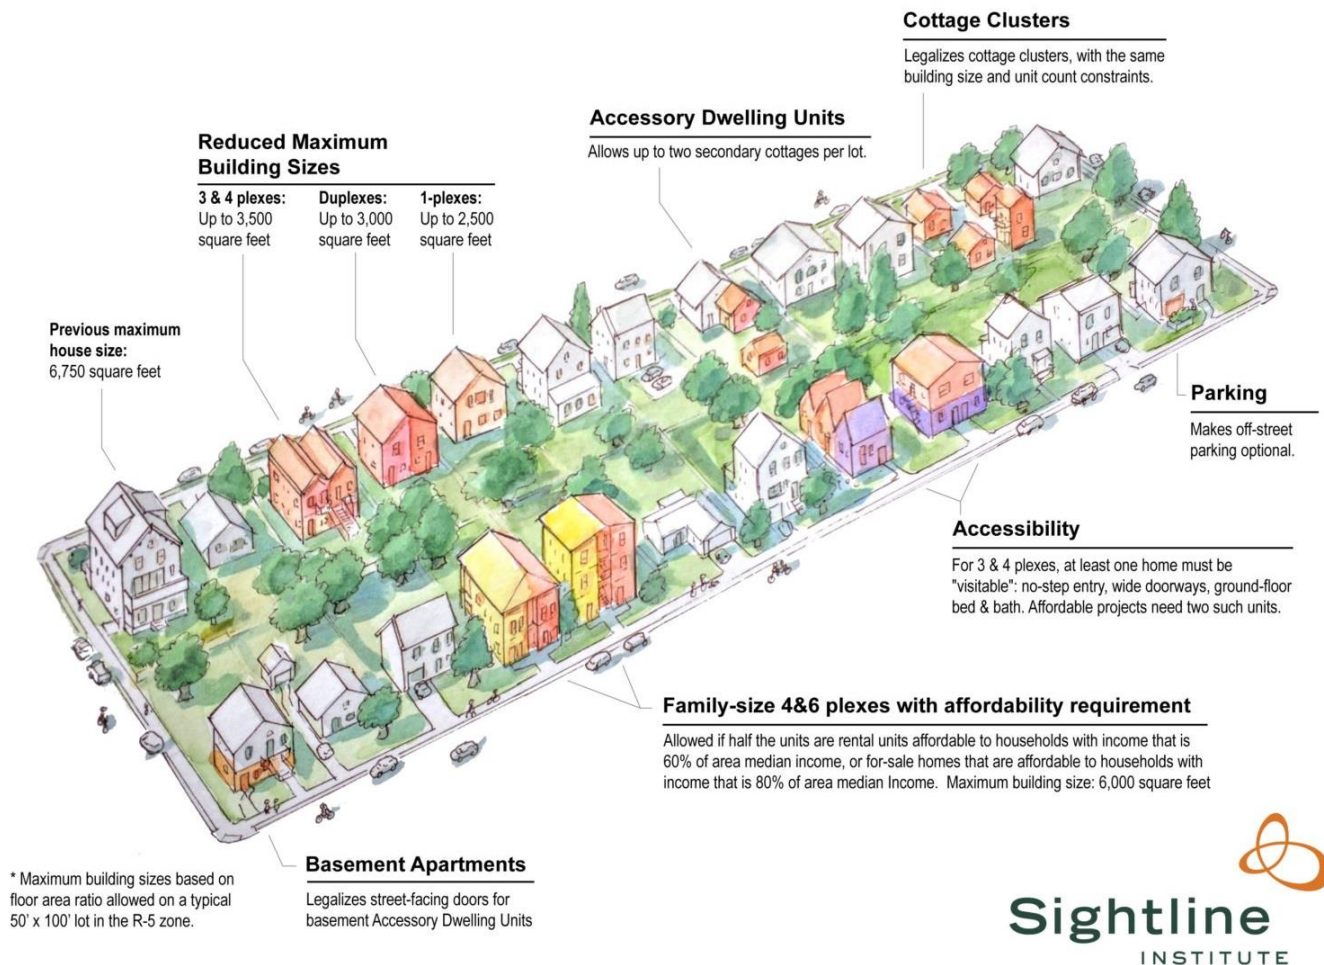 Cottage Clusters
Legalizes cottage clusters, with the same
building size and unit count constraints.
Accessory Dwelling Units
Allows up to two secondary cottages per lot.
Reduced Maximum
Building Sizes
3 & 4 plexes:
Up to 3,500
square feet
Duplexes:
Up to 3,000
square feet
1-plexes:
Up to 2,500
square feet
Previous maximum
house size:
6,750 square feet
Parking
Makes off-street
parking optional.
Accessibility
For 3 & 4 plexes, at least one home must be
"visitable": no-step entry, wide doorways, ground-floor
bed & bath. Affordable projects need two such units.
Family-size 4&6 plexes with affordability requirement
Allowed if half the units are rental units affordable to households with income that is
60% of area median income, or for-sale homes that are affordable to households with
income that is 80% of area median Income.  Maximum building size: 6,000 square feet
Basement Apartments
Legalizes street-facing doors for
basement Accessory Dwelling Units
* Maximum building sizes based on
floor area ratio allowed on a typical
50' x 100' lot in the R-5 zone.
Sightline
INSTITUTE